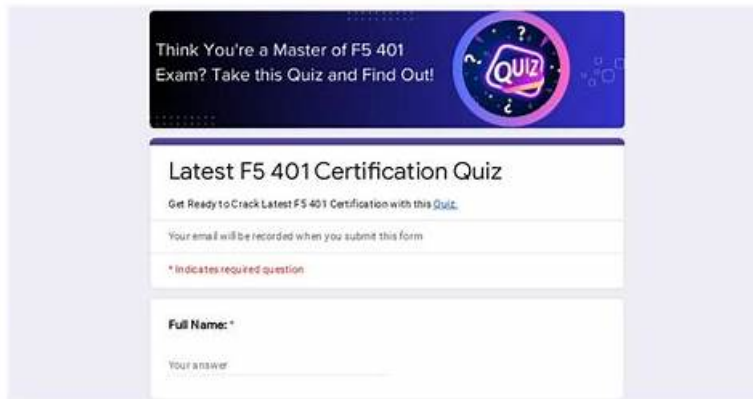 Think You're a Master of F5 401
Exam? Take this Quiz and Find Out!
QUIZ
Latest F5 401 Certification Quiz
Get Ready to Crack Latest F5 401 Certification with this Quiz.
Your email will be recorded when you submit this form
* Indicates required question
Full Name: *
Your answer